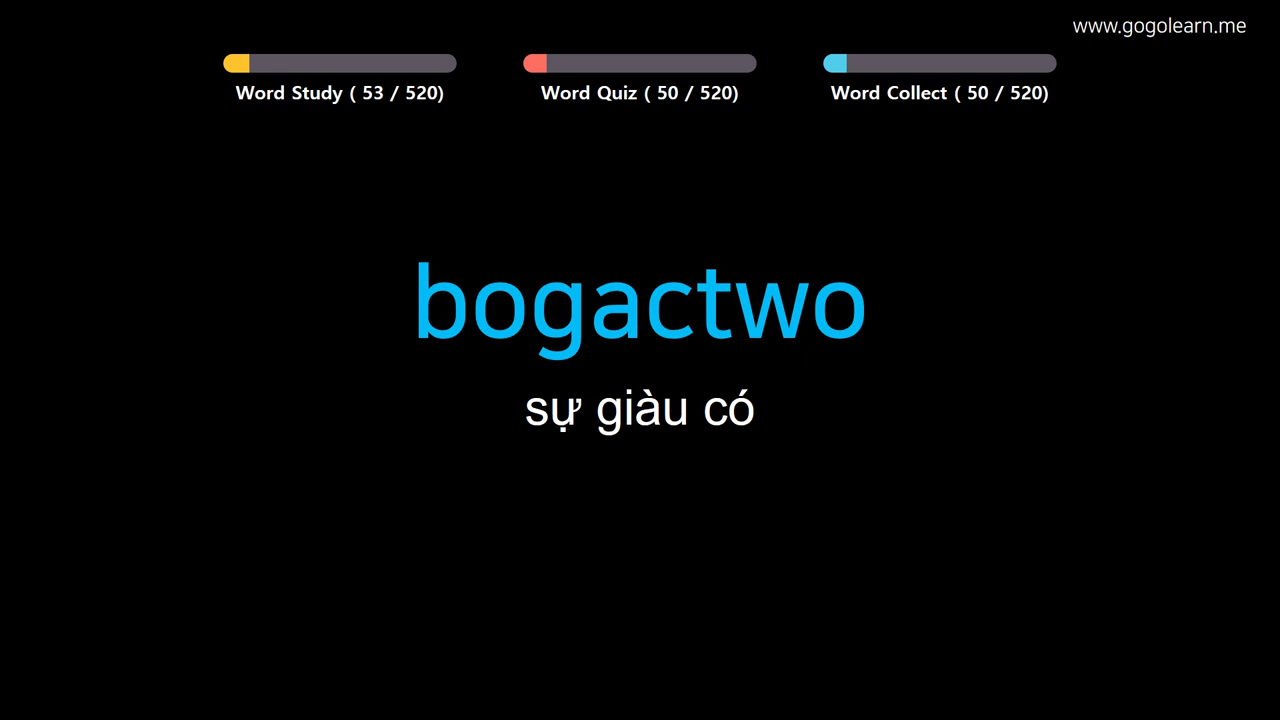 www.gogolearn.me
Word Study ( 53 / 520)
Word Quiz ( 50 / 520)
Word Collect ( 50 / 520)
bogactwo
sự giàu có